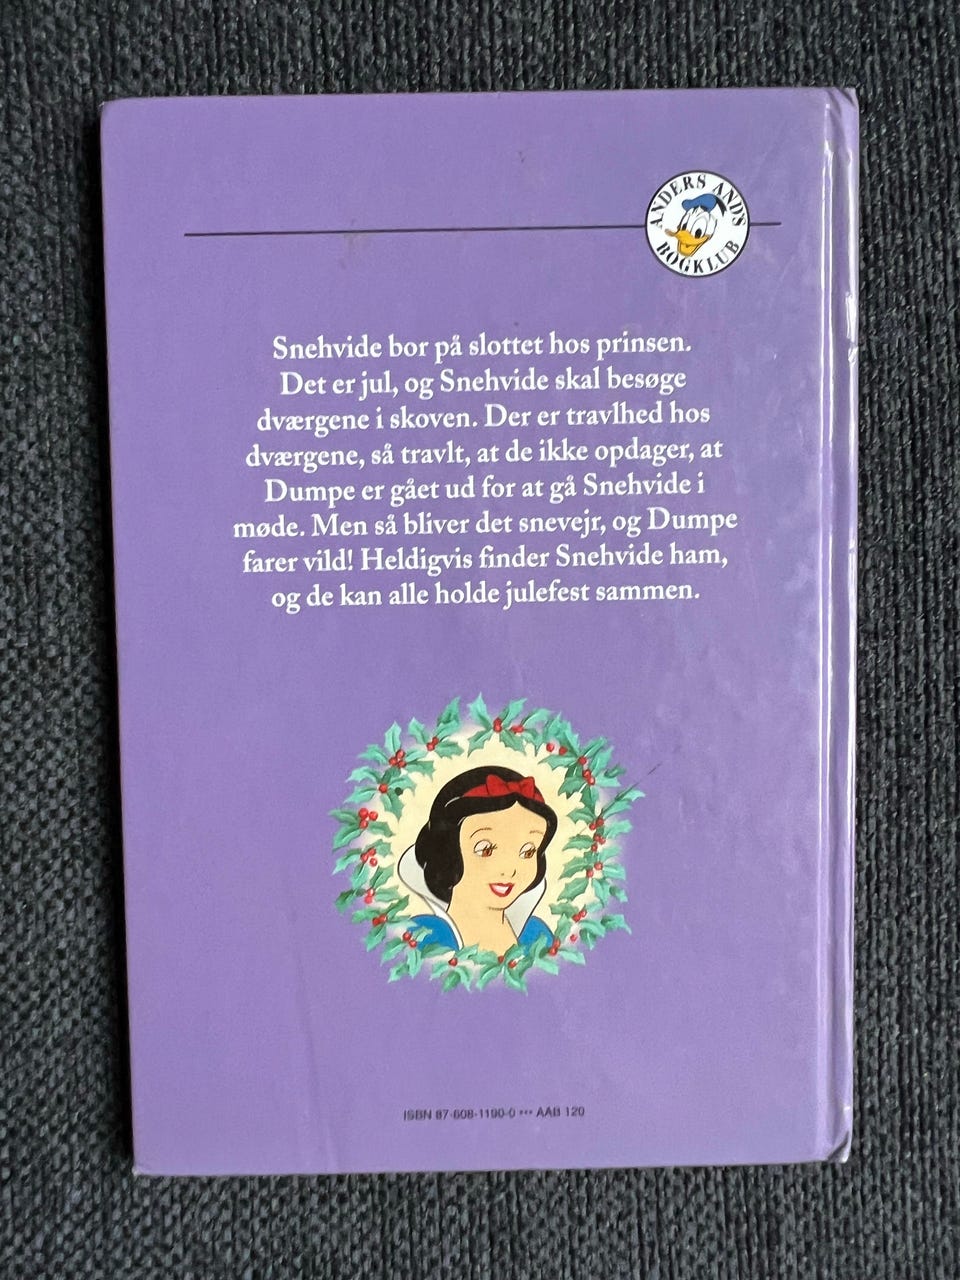 ANDERS AND'S
BOGKLUB
Snehvide bor på slottet hos prinsen.
Det er jul, og Snehvide skal besøge
dværgene i skoven. Der er travlhed hos
dværgene, så travlt, at de ikke opdager, at
Dumpe er gået ud for at gå Snehvide i
møde. Men så bliver det snevejr, og Dumpe
farer vild! Heldigvis finder Snehvide ham,
og de kan alle holde julefest sammen.
ISBN 87-608-1190-0 ••• AAB 120